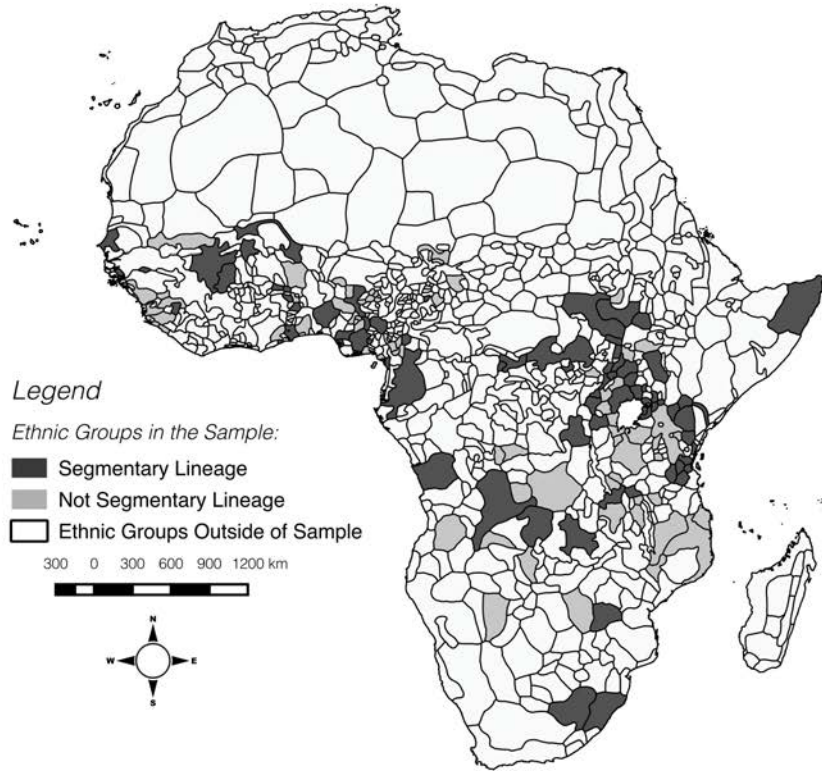 Legend
Ethnic Groups in the Sample:
Segmentary Lineage
Not Segmentary Lineage
Ethnic Groups Outside of Sample
300 0 300 600 900 1200 km
N
W E
S